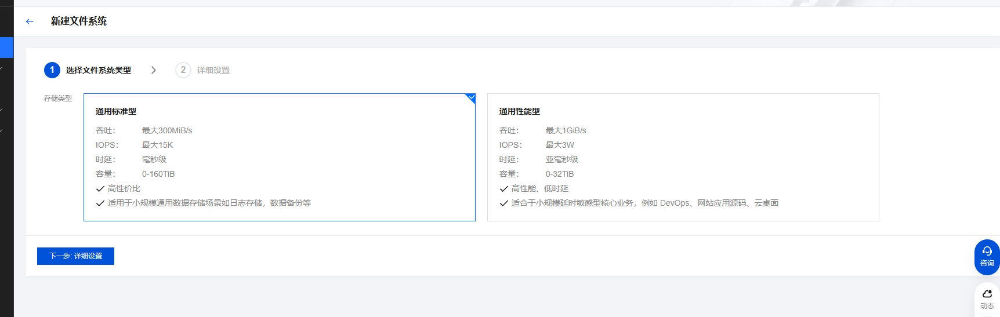 新建文件系统
1 选择文件系统类型 2 详细设置
存储类型
通用标准型
吞吐： 最大300MiB/s
IOPS： 最大15K
时延： 毫秒级
容量： 0-160TiB
高性价比
适用于小规模通用数据存储场景如日志存储，数据备份等
通用性能型
吞吐： 最大1GiB/s
IOPS： 最大3W
时延： 亚毫秒级
容量： 0-32TiB
高性能、低时延
适合于小规模延时敏感型核心业务，例如 DevOps、网站应用源码、云桌面
下一步: 详细设置
咨询
动态